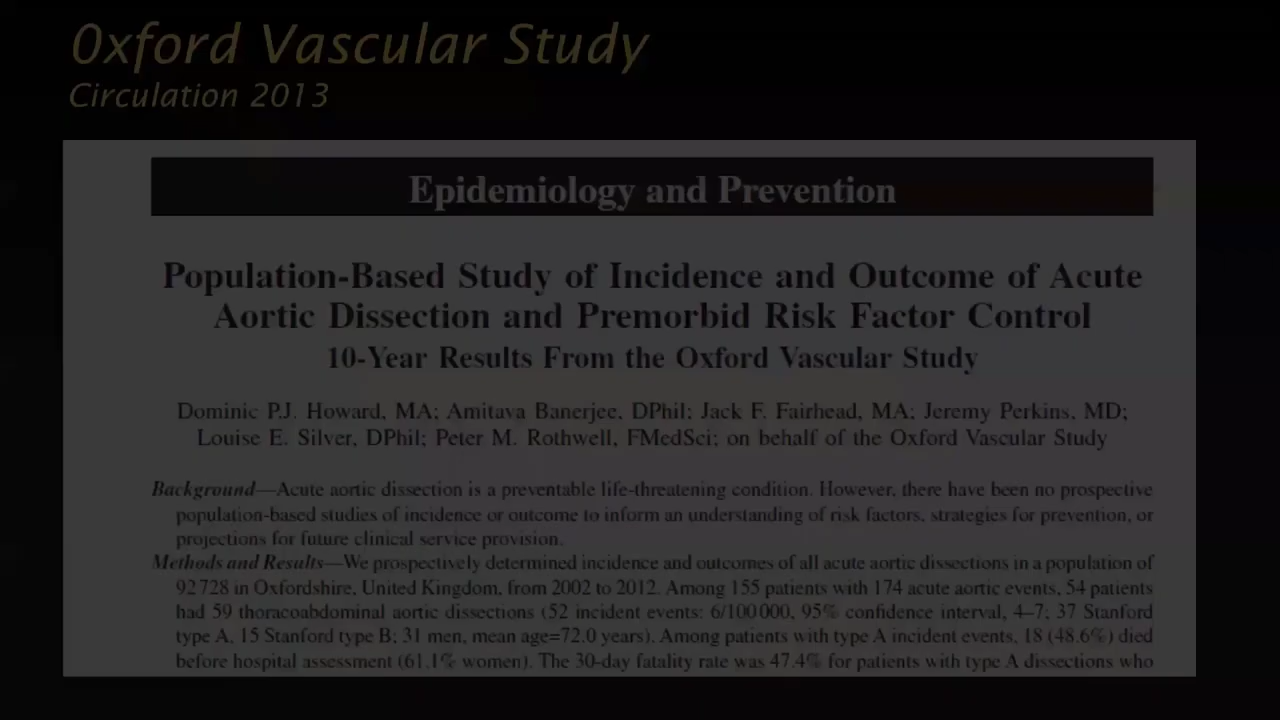 Oxford Vascular Study
Circulation 2013
Epidemiology and Prevention
Population-Based Study of Incidence and Outcome of Acute
Aortic Dissection and Premorbid Risk Factor Control
10-Year Results From the Oxford Vascular Study
Dominic P.J. Howard, MA; Amitava Banerjee, DPhil; Jack F. Fairhead, MA; Jeremy Perkins, MD;
Louise E. Silver, DPhil; Peter M. Rothwell, FMedSci; on behalf of the Oxford Vascular Study
Background—Acute aortic dissection is a preventable life-threatening condition. However, there have been no prospective
population-based studies of incidence or outcome to inform an understanding of risk factors, strategies for prevention, or
projections for future clinical service provision.
Methods and Results—We prospectively determined incidence and outcomes of all acute aortic dissections in a population of
92 728 in Oxfordshire, United Kingdom, from 2002 to 2012. Among 155 patients with 174 acute aortic events, 54 patients
had 59 thoracoabdominal aortic dissections (52 incident events: 6/100 000, 95% confidence interval, 4–7; 37 Stanford
type A, 15 Stanford type B; 31 men, mean age=72.0 years). Among patients with type A incident events, 18 (48.6%) died
before hospital assessment (61.1% women). The 30-day fatality rate was 47.4% for patients with type A dissections who